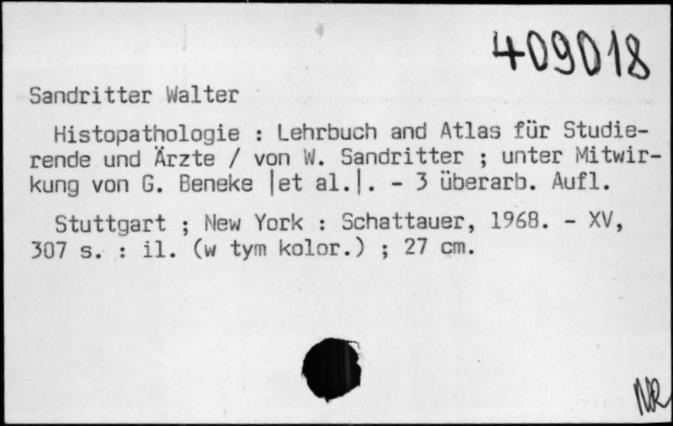 409018
Sandritter Walter
Histopathologie : Lehrbuch and Atlas für Studie-
rende und Ärzte / von W. Sandritter ; unter Mitwir-
kung von G. Beneke |et al.|. - 3 überarb. Aufl.
Stuttgart ; New York : Schattauer, 1968. - XV,
307 s. : il. (w tym kolor.) ; 27 cm.